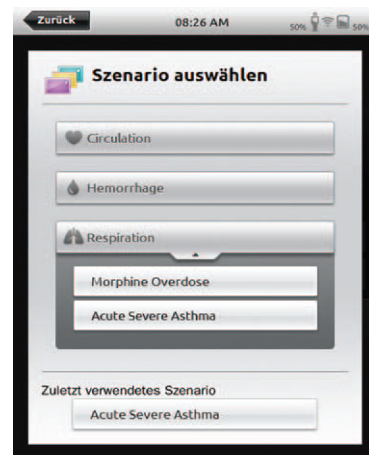 Zurück 08:26 AM 50% 50%
Szenario auswählen
Circulation
Hemorrhage
Respiration
Morphine Overdose
Acute Severe Asthma
Zuletzt verwendetes Szenario
Acute Severe Asthma